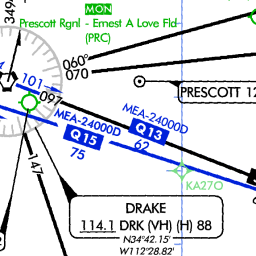 349
MON
Prescott Rgnl - Ernest A Love Fld
(PRC)
060°
070
101
PRESCOTT 12
097
MEA-24000D
Q13
62
MEA-24000D
Q15
75
147
KA27O
DRAKE
114.1 DRK (VH) (H) 88
N34°42.15'
W112°28.82'